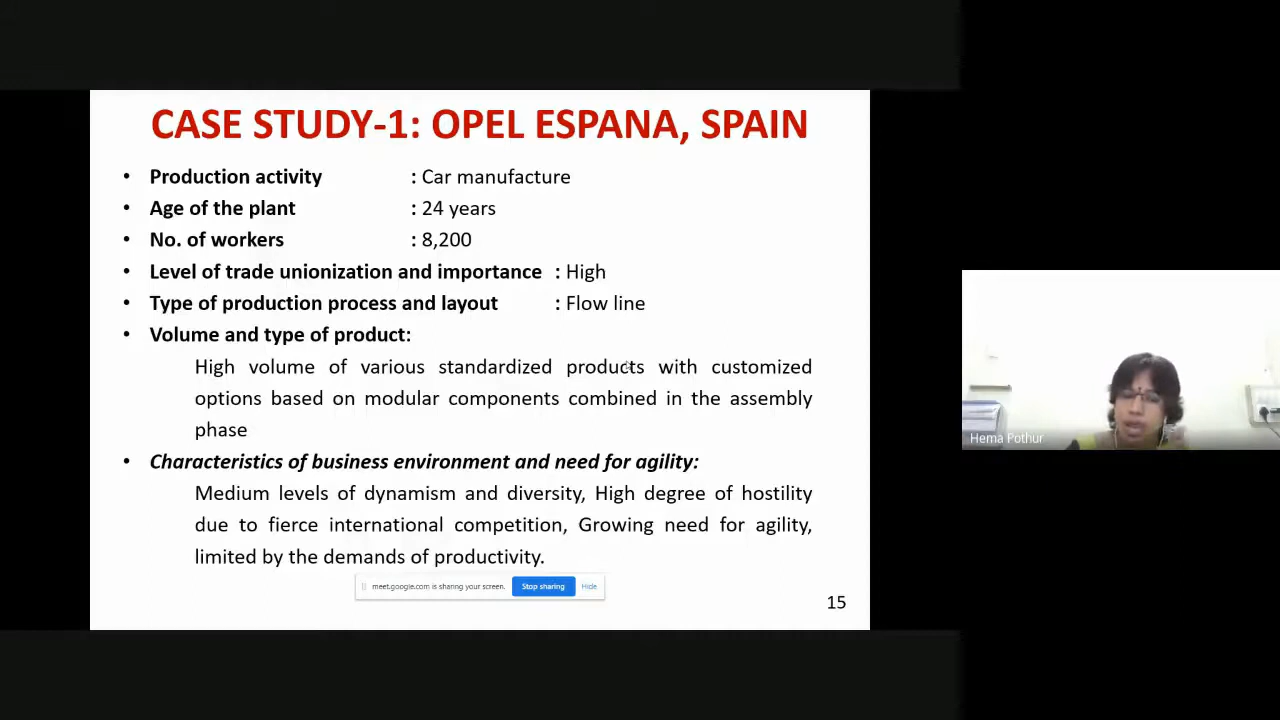 CASE STUDY-1: OPEL ESPANA, SPAIN
• Production activity : Car manufacture
• Age of the plant : 24 years
• No. of workers : 8,200
• Level of trade unionization and importance : High
• Type of production process and layout : Flow line
• Volume and type of product:
High volume of various standardized products with customized
options based on modular components combined in the assembly
phase
• Characteristics of business environment and need for agility:
Medium levels of dynamism and diversity, High degree of hostility
due to fierce international competition, Growing need for agility,
limited by the demands of productivity.
meet.google.com is sharing your screen. Stop sharing Hide
15
Hema Pothur